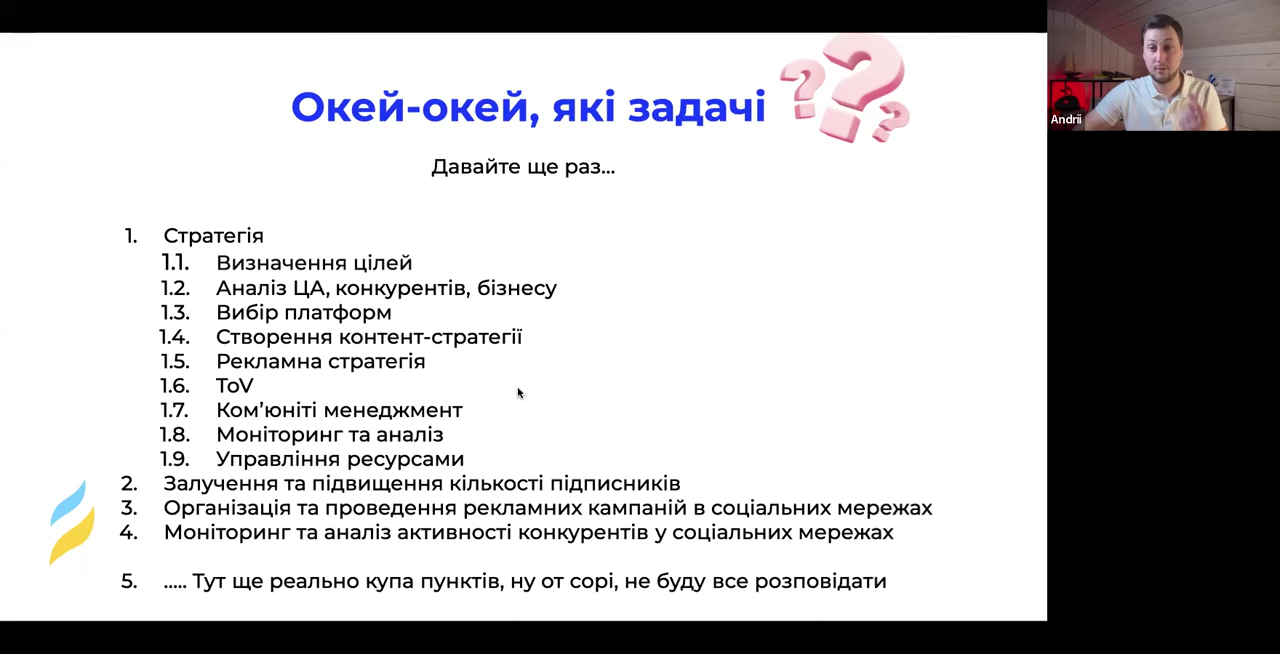 Окей-окей, які задачі
Давайте ще раз...
1. Стратегія
1.1. Визначення цілей
1.2. Аналіз ЦА, конкурентів, бізнесу
1.3. Вибір платформ
1.4. Створення контент-стратегії
1.5. Рекламна стратегія
1.6. ToV
1.7. Ком’юніті менеджмент
1.8. Моніторинг та аналіз
1.9. Управління ресурсами
2. Залучення та підвищення кількості підписників
3. Організація та проведення рекламних кампаній в соціальних мережах
4. Моніторинг та аналіз активності конкурентів у соціальних мережах
5. ..... Тут ще реально купа пунктів, ну от сорі, не буду все розповідати
Andrii